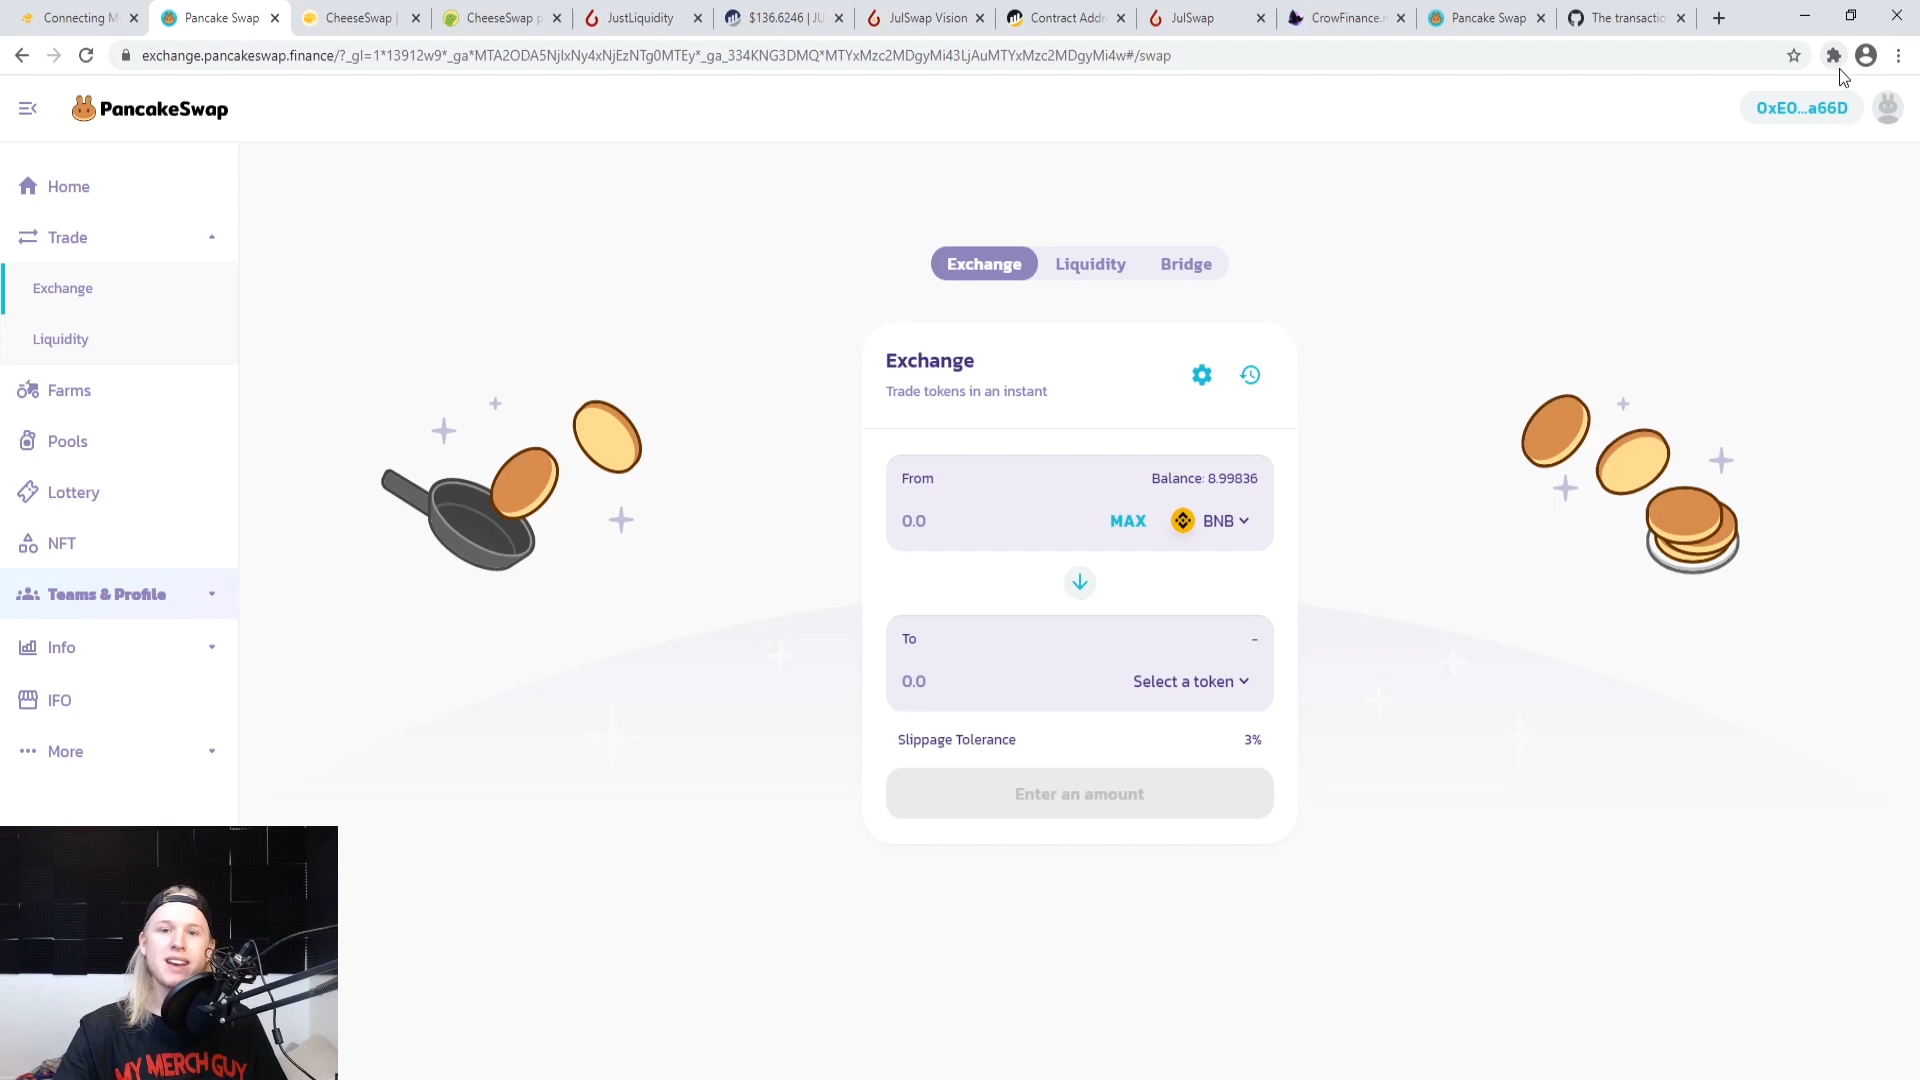 Connecting M
Pancake Swap
CheeseSwap |
CheeseSwap p
JustLiquidity
$136.6246 | JU
JulSwap Vision
Contract Addr
JulSwap
CrowFinance.n
Pancake Swap
The transactio
exchange.pancakeswap.finance/?_gl=1*13912w9*_ga*MTA2ODA5NjIxNy4xNjEzNTg0MTEy*_ga_334KNG3DMQ*MTYxMzc2MDgyMi43LjAuMTYxMzc2MDgyMi4w#/swap
PancakeSwap
0xE0...a66D
Home
Trade
Exchange
Liquidity
Farms
Pools
Lottery
NFT
Teams & Profile
Info
IFO
More
Exchange
Liquidity
Bridge
Exchange
Trade tokens in an instant
From
Balance: 8.99836
0.0
MAX
BNB
To
-
0.0
Select a token
Slippage Tolerance
3%
Enter an amount
MY MERCH GUY